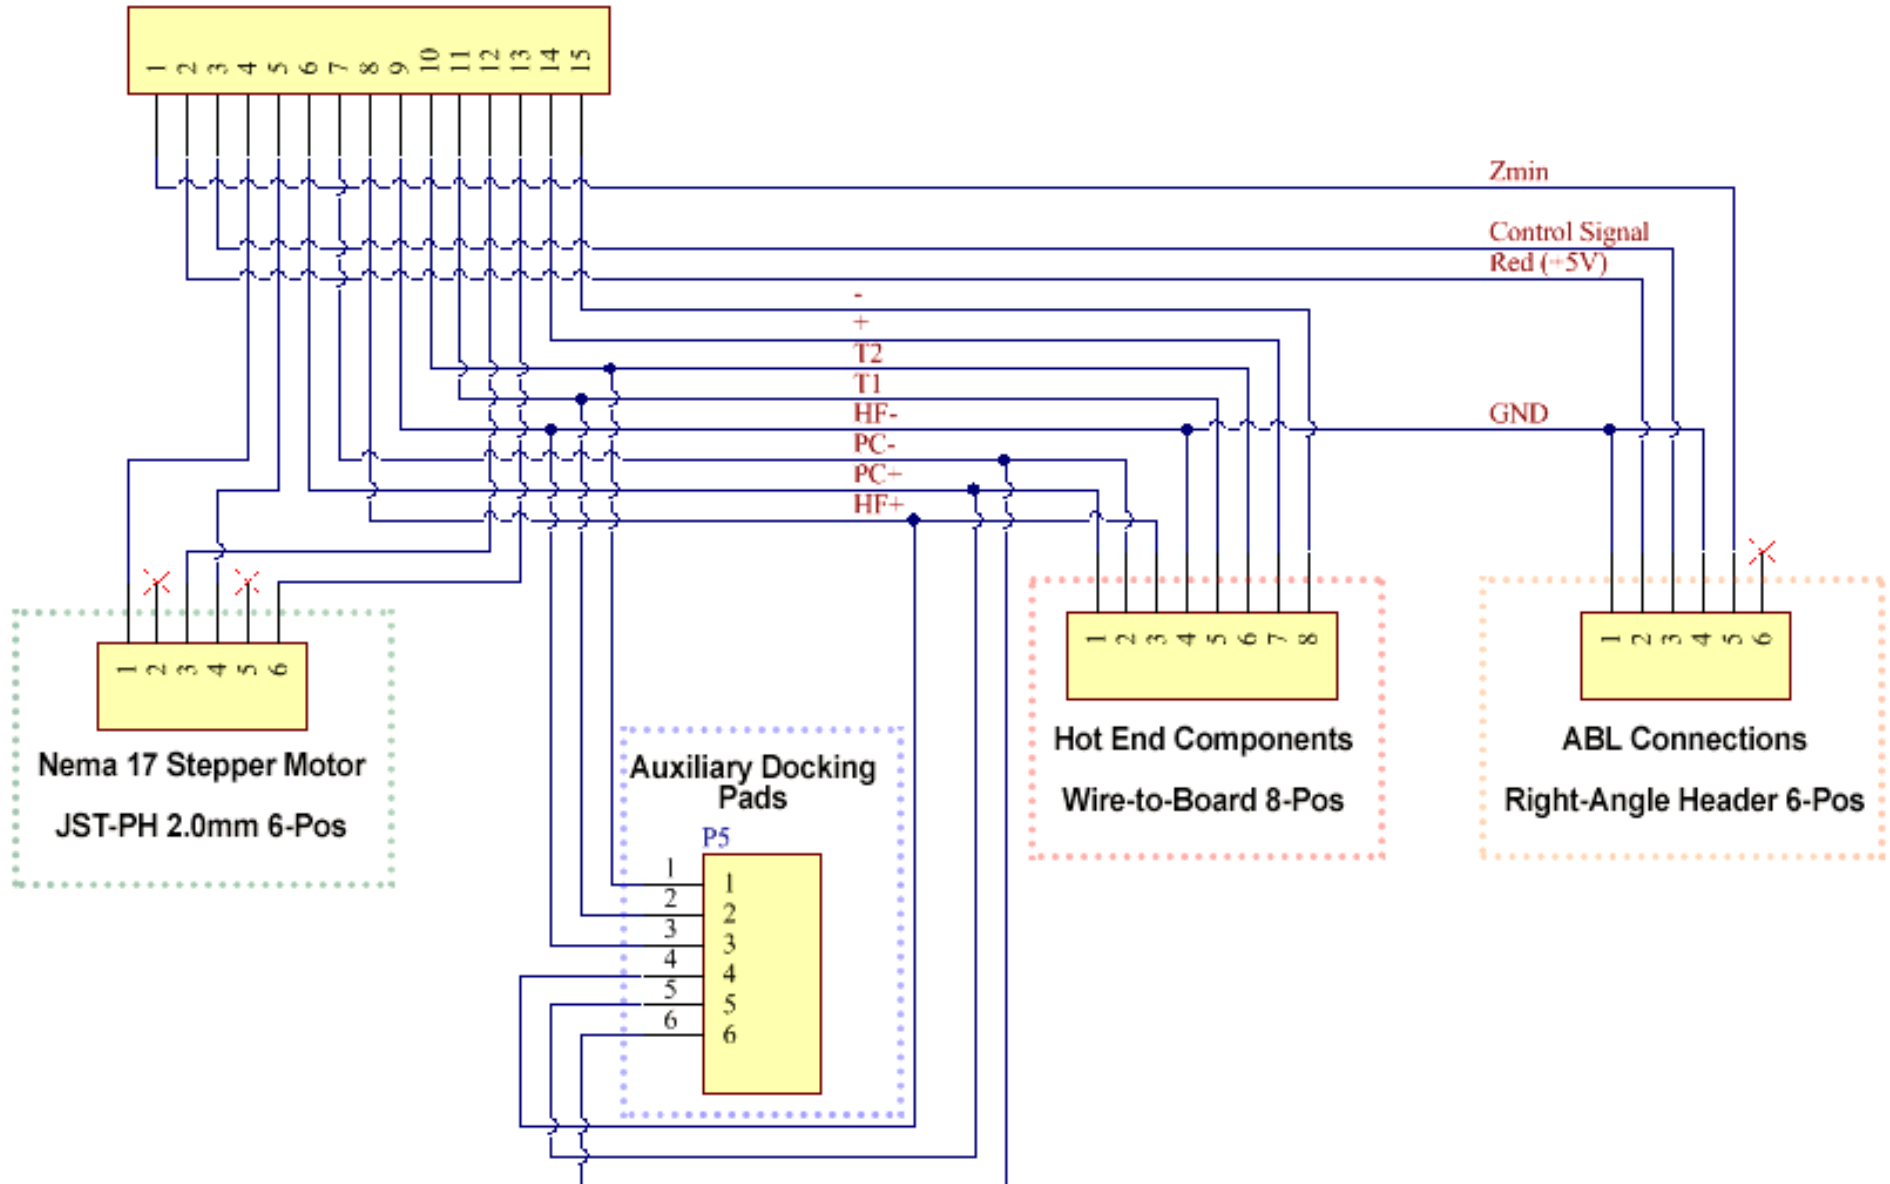 1 2 3 4 5 6 7 8 9 10 11 12 13 14 15
Zmin
Control Signal
Red (+5V)
-
+
T2
T1
HF-
GND
PC-
PC+
HF+
1 2 3 4 5 6
Nema 17 Stepper Motor
JST-PH 2.0mm 6-Pos
1 2 3 4 5 6 7 8
Hot End Components
Wire-to-Board 8-Pos
1 2 3 4 5 6
ABL Connections
Right-Angle Header 6-Pos
Auxiliary Docking
Pads
P5
1 1
2 2
3 3
4 4
5 5
6 6